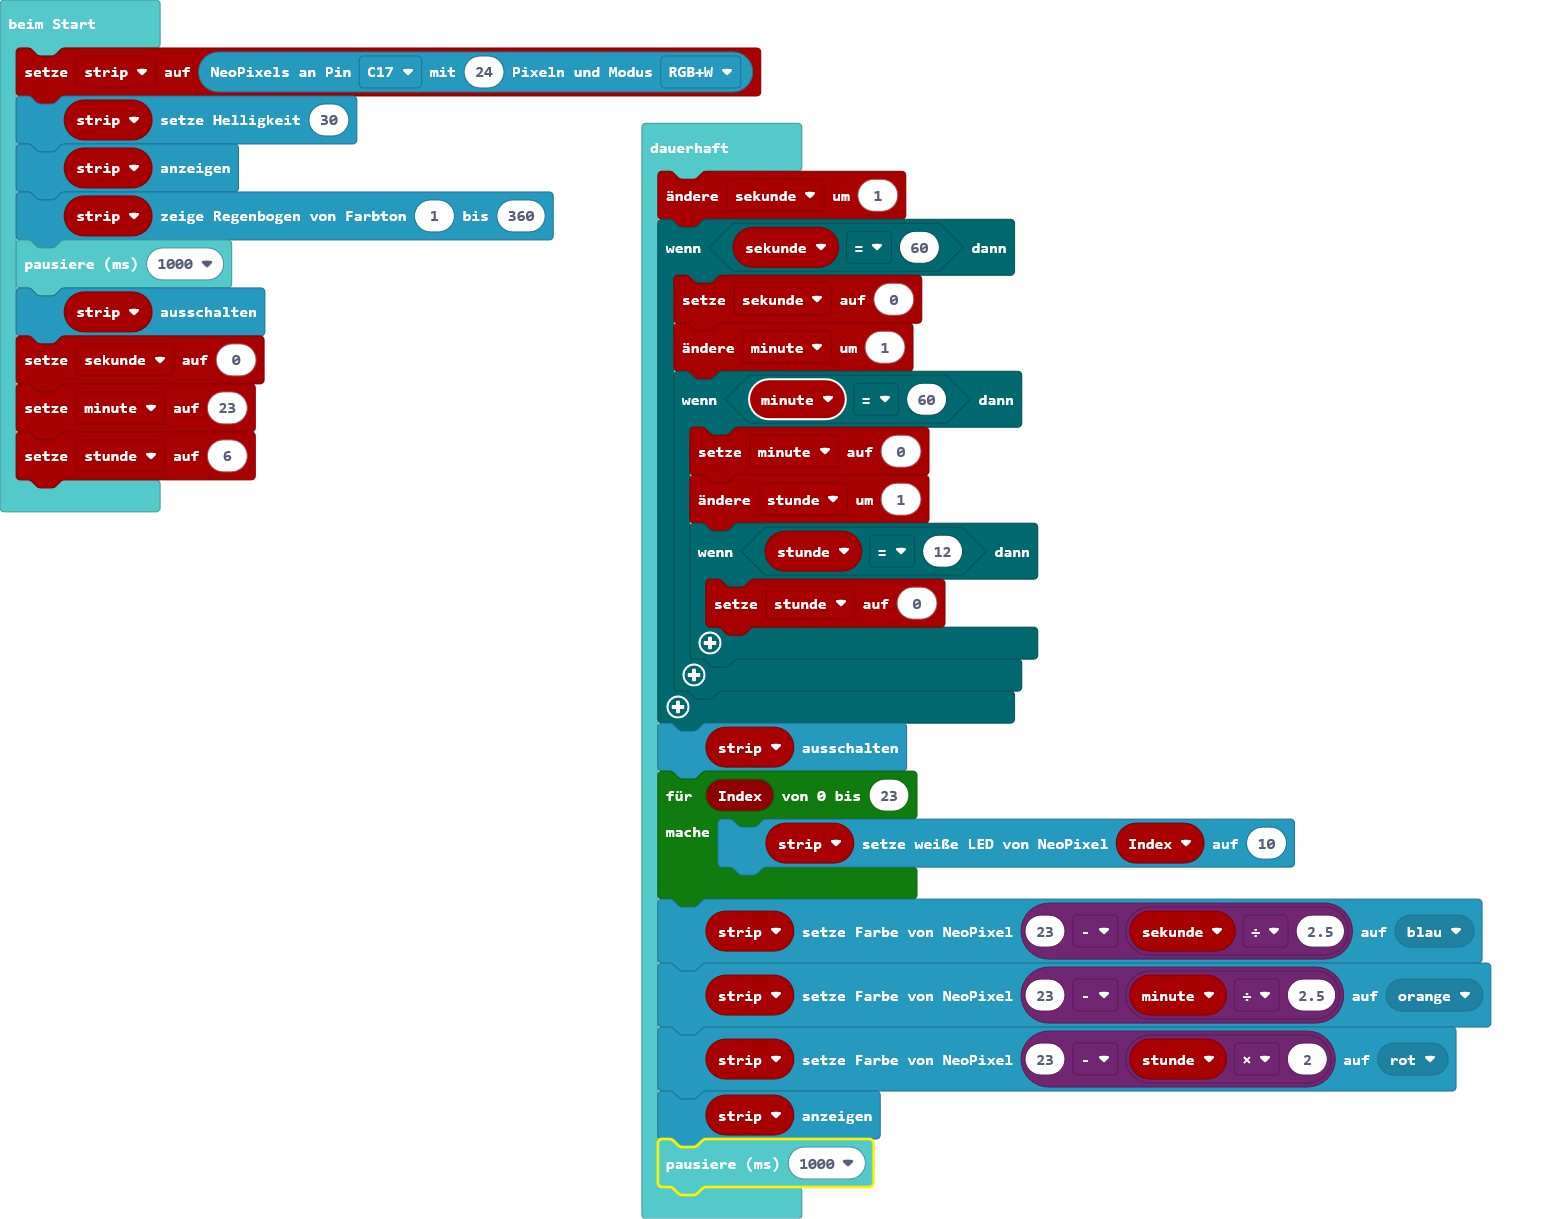 beim Start
setze strip auf NeoPixels an Pin C17 mit 24 Pixeln und Modus RGB+W
strip setze Helligkeit 30
strip anzeigen
strip zeige Regenbogen von Farbton 1 bis 360
pausiere (ms) 1000
strip ausschalten
setze sekunde auf 0
setze minute auf 23
setze stunde auf 6
dauerhaft
ändere sekunde um 1
wenn sekunde = 60 dann
setze sekunde auf 0
ändere minute um 1
wenn minute = 60 dann
setze minute auf 0
ändere stunde um 1
wenn stunde = 12 dann
setze stunde auf 0
strip ausschalten
für Index von 0 bis 23
mache
strip setze weiße LED von NeoPixel Index auf 10
strip setze Farbe von NeoPixel 23 - sekunde ÷ 2.5 auf blau
strip setze Farbe von NeoPixel 23 - minute ÷ 2.5 auf orange
strip setze Farbe von NeoPixel 23 - stunde × 2 auf rot
strip anzeigen
pausiere (ms) 1000